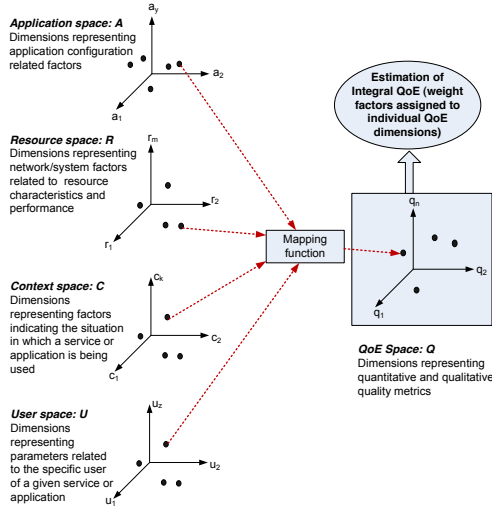 Application space: A
Dimensions representing
application configuration
related factors
a_y
a_2
a_1
Resource space: R
Dimensions representing
network/system factors
related to resource
characteristics and
performance
r_m
r_2
r_1
Context space: C
Dimensions
representing factors
indicating the situation
in which a service or
application is being
used
c_k
c_2
c_1
User space: U
Dimensions
representing
parameters related
to the specific user
of a given service or
application
u_z
u_2
u_1
Mapping
function
Estimation of
Integral QoE (weight
factors assigned to
individual QoE
dimensions)
q_n
q_2
q_1
QoE Space: Q
Dimensions representing
quantitative and qualitative
quality metrics